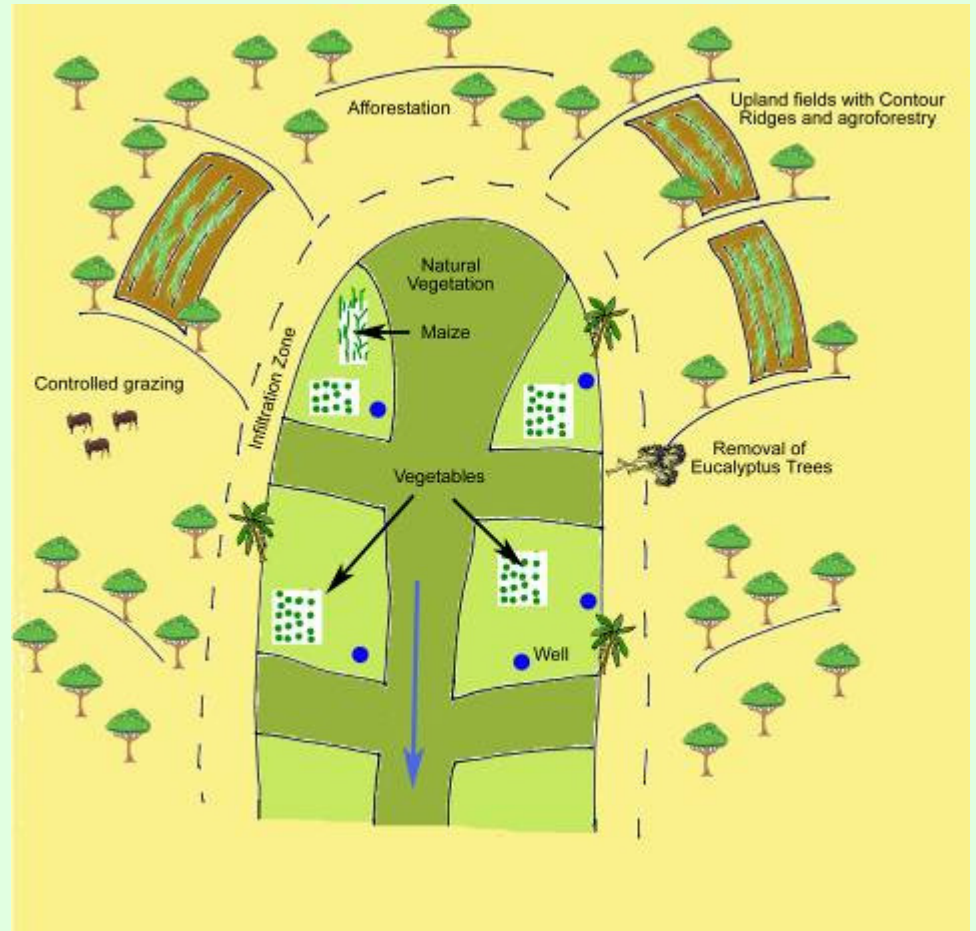 Afforestation
Upland fields with Contour
Ridges and agroforestry
Natural
Vegetation
Maize
Infiltration Zone
Controlled grazing
Removal of
Eucalyptus Trees
Vegetables
Well